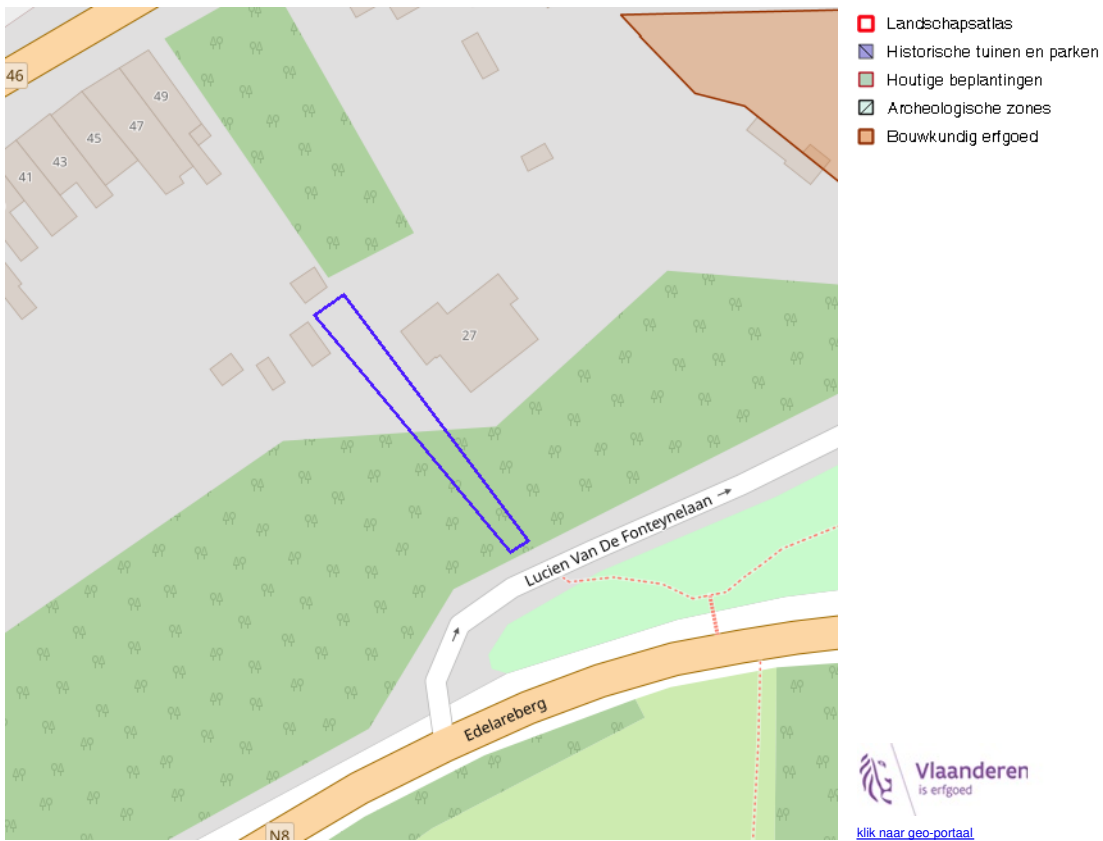 46
49
47
45
43
41
27
Lucien Van De Fonteynelaan
Edelareberg
N8
Landschapsatlas
Historische tuinen en parken
Houtige beplantingen
Archeologische zones
Bouwkundig erfgoed
Vlaanderen
is erfgoed
klik naar geo-portaal